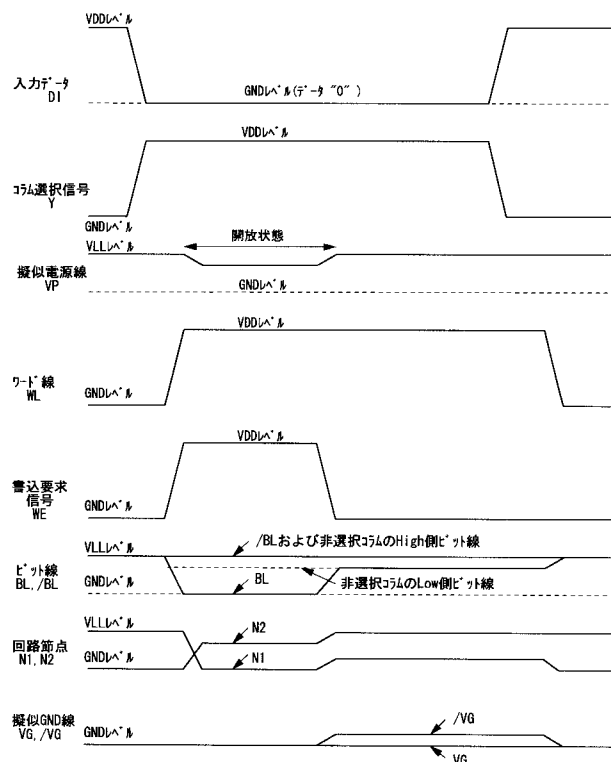 VDDレベル
入力データ
DI
GNDレベル(データ "0" )
VDDレベル
コラム選択信号
Y
GNDレベル
VLLレベル
開放状態
擬似電源線
VP
GNDレベル
VDDレベル
ワード線
WL
GNDレベル
VDDレベル
書込要求
信号
WE
GNDレベル
VLLレベル
/BLおよび非選択コラムのHigh側ビット線
ビット線
BL,/BL
GNDレベル
BL
非選択コラムのLow側ビット線
VLLレベル
N2
回路節点
N1,N2
GNDレベル
N1
擬似GND線
VG,/VG
GNDレベル
/VG
VG